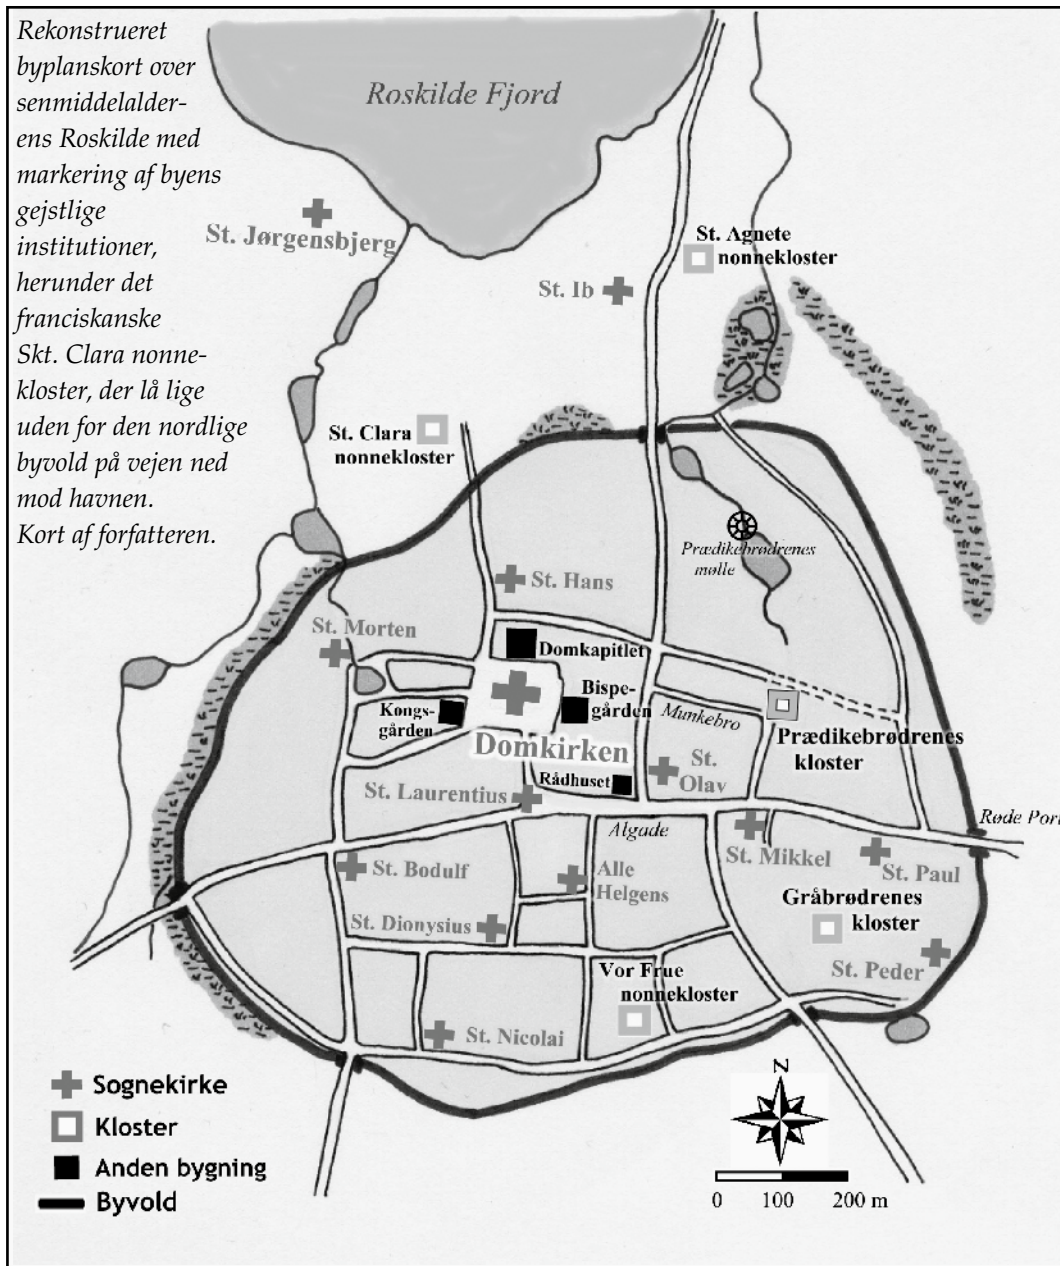 Rekonstrueret
byplanskort over
senmiddelalder-
ens Roskilde med
markering af byens
gejstlige
institutioner,
herunder det
franciskanske
Skt. Clara nonne-
kloster, der lå lige
uden for den nordlige
byvold på vejen ned
mod havnen.
Kort af forfatteren.
Roskilde Fjord
St. Jørgensbjerg
St. Agnete
nonnekloster
St. Ib
St. Clara
nonnekloster
Prædikebrødrenes
mølle
St. Hans
St. Morten
Domkapitlet
Bispe-
gården
Kongs-
gården
Munkebro
Prædikebrødrenes
kloster
Domkirken
St.
Olav
Rådhuset
St. Laurentius
Algade
Røde Port
St. Mikkel
St. Paul
St. Bodulf
Alle
Helgens
Gråbrødrenes
kloster
St. Dionysius
St. Peder
Vor Frue
nonnekloster
St. Nicolai
Sognekirke
Kloster
Anden bygning
Byvold
N
0 100 200 m